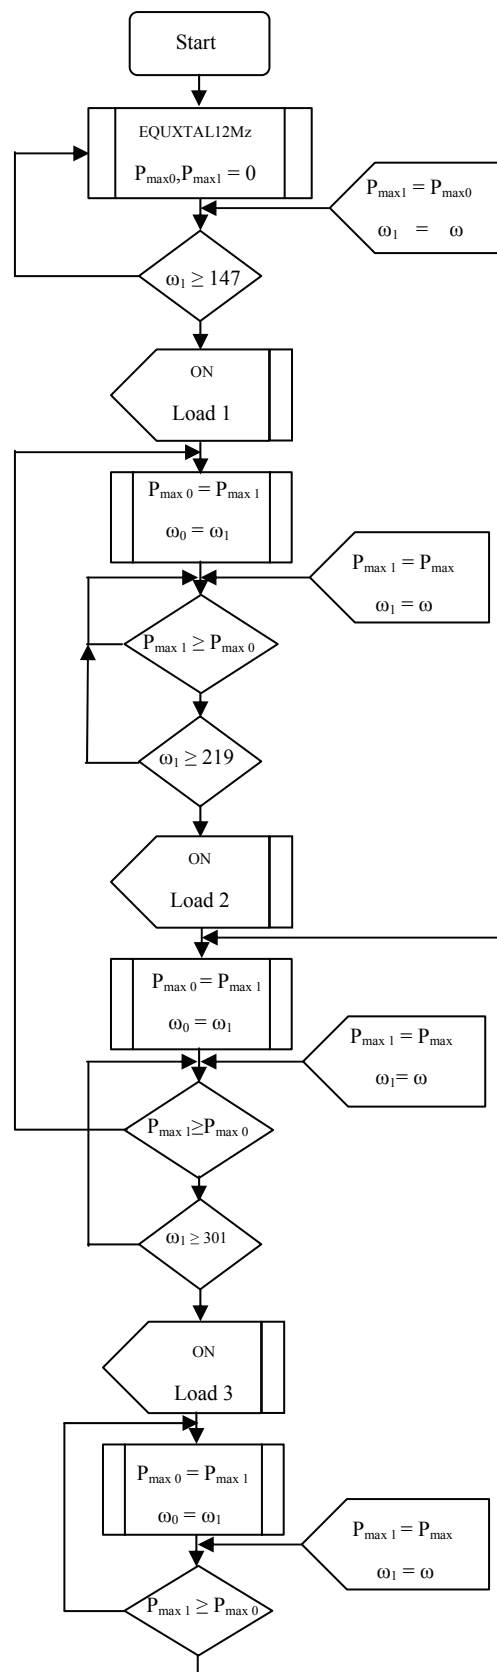 Start
EQUXTAL12Mz
Pmax0,Pmax1 = 0
Pmax1 = Pmax0
ω1 = ω
ω1 ≥ 147
ON
Load 1
Pmax 0 = Pmax 1
ω0 = ω1
Pmax 1 = Pmax
ω1 = ω
Pmax 1 ≥ Pmax 0
ω1 ≥ 219
ON
Load 2
Pmax 0 = Pmax 1
ω0 = ω1
Pmax 1 = Pmax
ω1= ω
Pmax 1≥Pmax 0
ω1 ≥ 301
ON
Load 3
Pmax 0 = Pmax 1
ω0 = ω1
Pmax 1 = Pmax
ω1 = ω
Pmax 1 ≥ Pmax 0